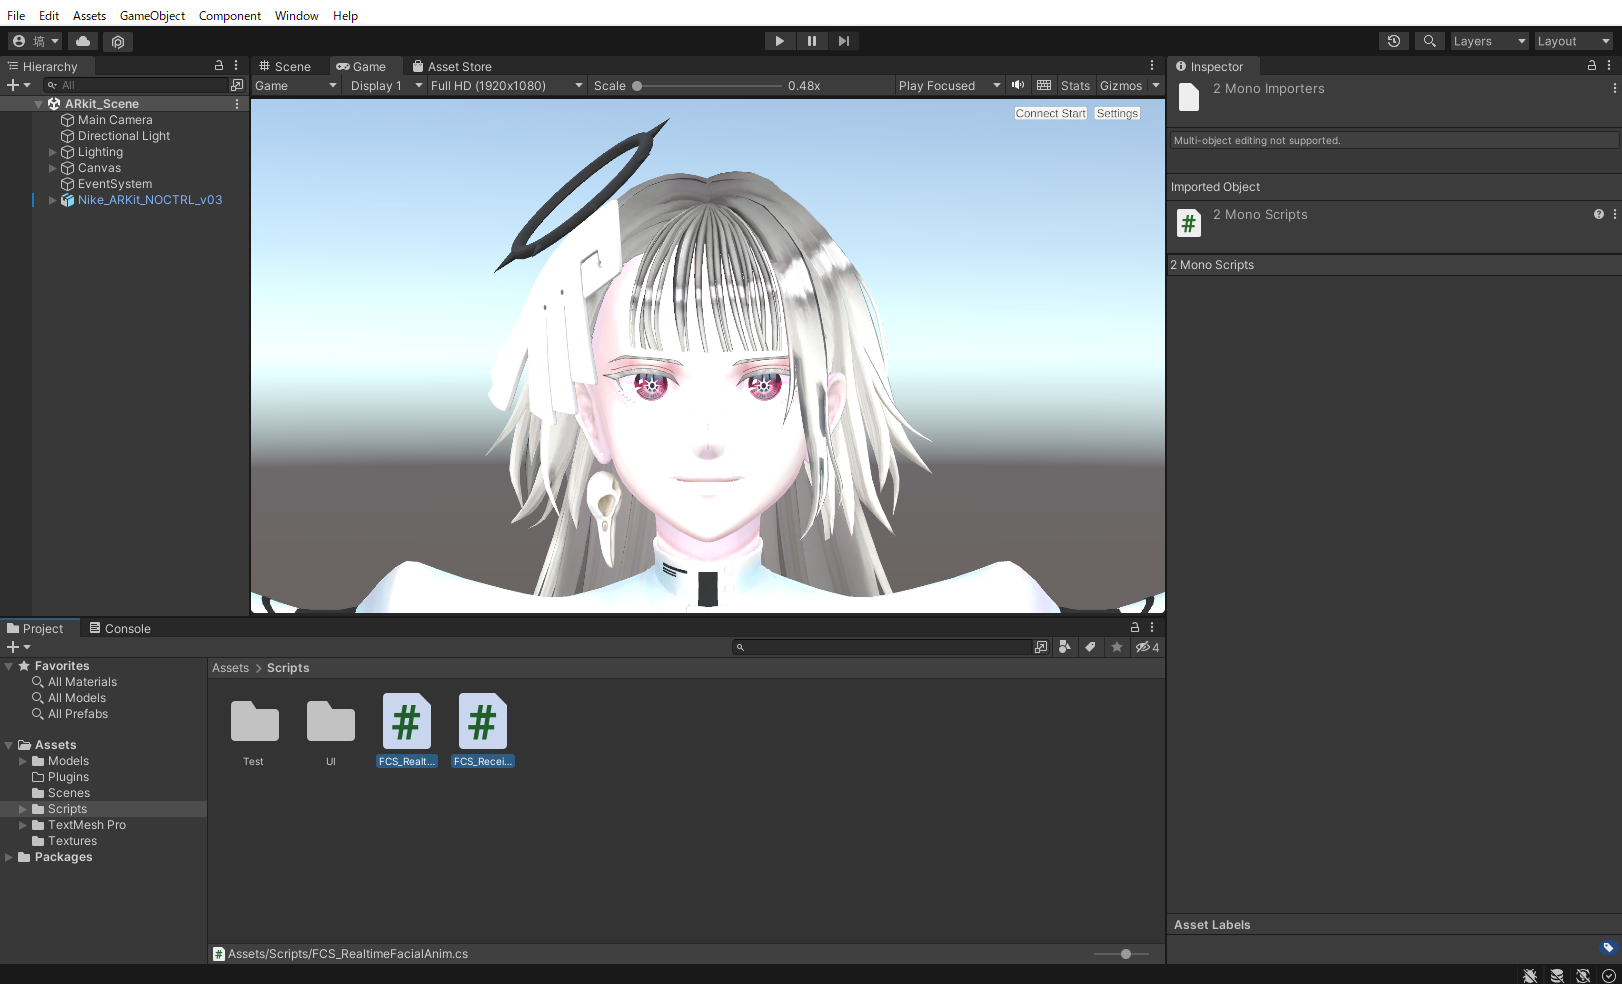 File Edit Assets GameObject Component Window Help
塙
Layers
Layout
Hierarchy
All
ARkit_Scene
Main Camera
Directional Light
Lighting
Canvas
EventSystem
Nike_ARKit_NOCTRL_v03
Scene
Game
Asset Store
Game
Display 1
Full HD (1920x1080)
Scale
0.48x
Play Focused
Stats
Gizmos
Connect Start
Settings
Inspector
2 Mono Importers
Multi-object editing not supported.
Imported Object
2 Mono Scripts
2 Mono Scripts
Asset Labels
Project
Console
4
Favorites
All Materials
All Models
All Prefabs
Assets
Models
Plugins
Scenes
Scripts
TextMesh Pro
Textures
Packages
Assets > Scripts
Test
UI
FCS_Realt...
FCS_Recei...
Assets/Scripts/FCS_RealtimeFacialAnim.cs